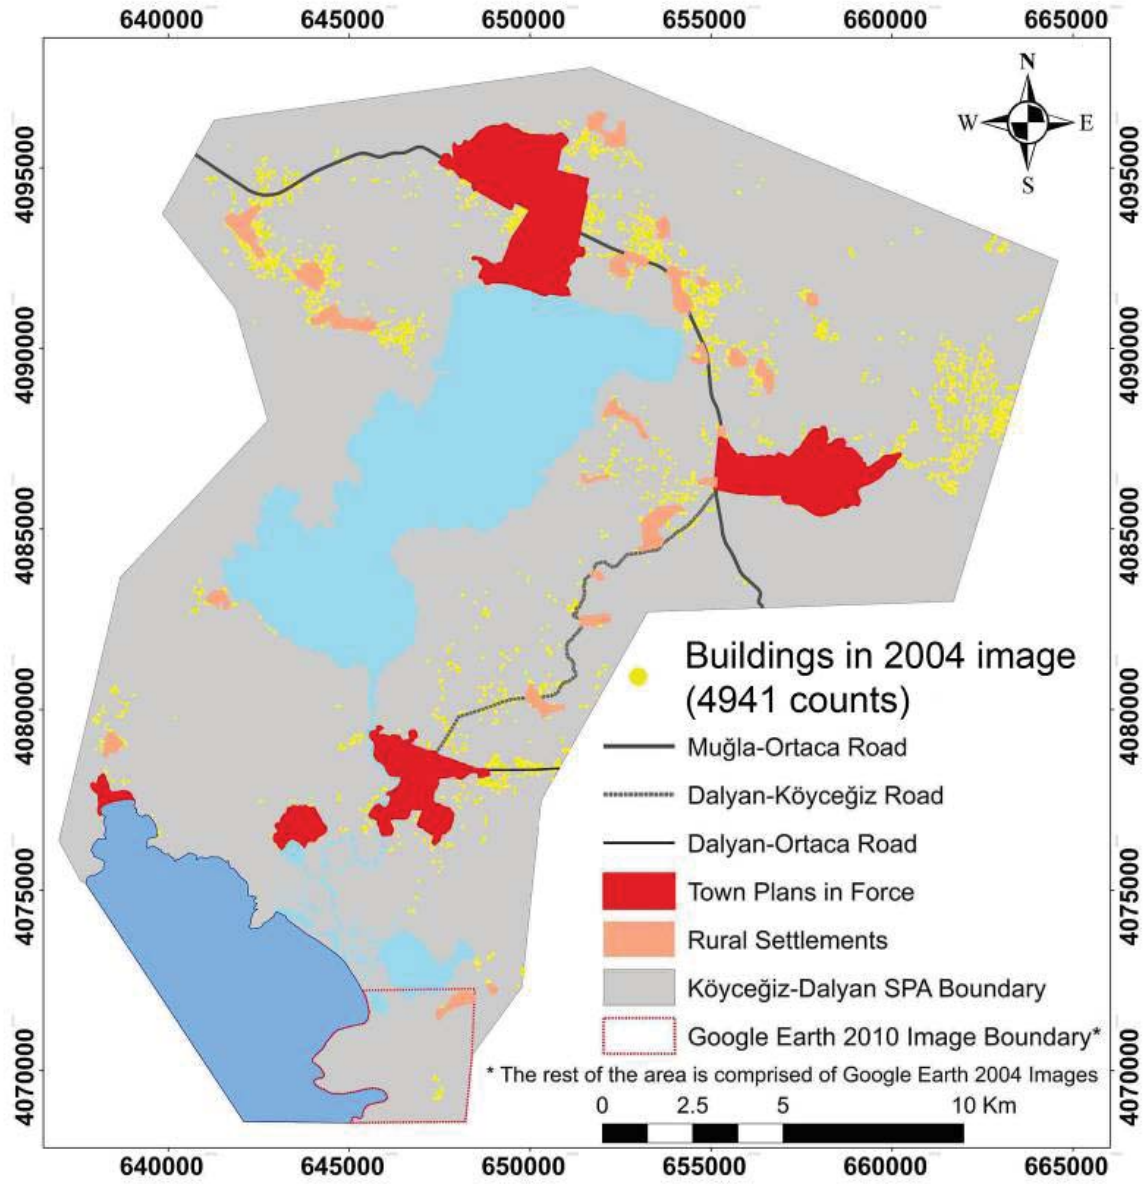 640000 645000 650000 655000 660000 665000
N
W E
S
4095000 4095000
4090000 4090000
4085000 4085000
4080000 4080000
4075000 4075000
4070000 4070000
Buildings in 2004 image
(4941 counts)
Muğla-Ortaca Road
Dalyan-Köyceğiz Road
Dalyan-Ortaca Road
Town Plans in Force
Rural Settlements
Köyceğiz-Dalyan SPA Boundary
Google Earth 2010 Image Boundary*
* The rest of the area is comprised of Google Earth 2004 Images
0 2.5 5 10 Km
640000 645000 650000 655000 660000 665000